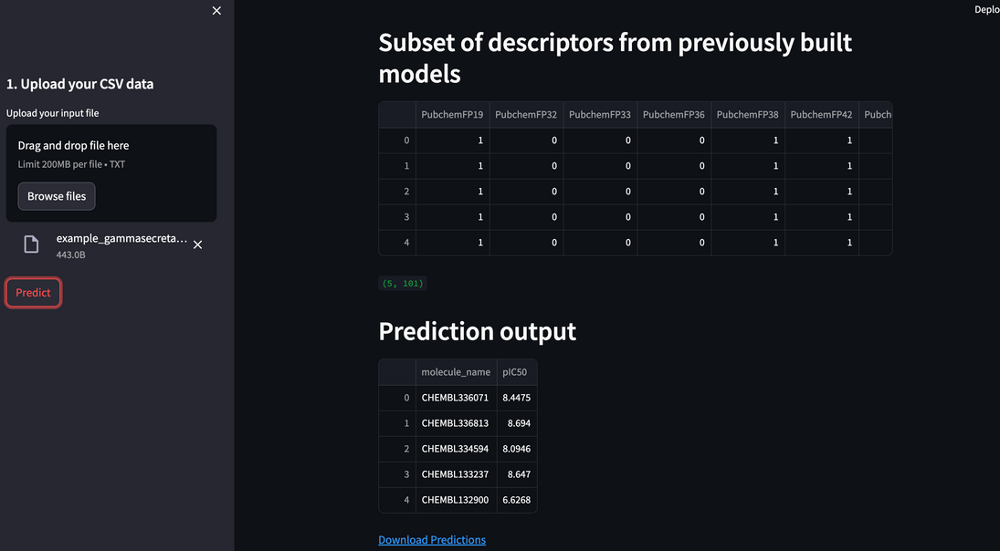 Deplo
1. Upload your CSV data
Upload your input file
Drag and drop file here
Limit 200MB per file • TXT
Browse files
example_gammasecreta...
443.0B
Predict
Subset of descriptors from previously built
models
PubchemFP19 PubchemFP32 PubchemFP33 PubchemFP36 PubchemFP38 PubchemFP42 Pubch
0 1 0 0 0 1 1
1 1 0 0 0 1 1
2 1 0 0 0 1 1
3 1 0 0 0 1 1
4 1 0 0 0 1 1
(5, 101)
Prediction output
molecule_name pIC50
0 CHEMBL336071 8.4475
1 CHEMBL336813 8.694
2 CHEMBL334594 8.0946
3 CHEMBL133237 8.647
4 CHEMBL132900 6.6268
Download Predictions